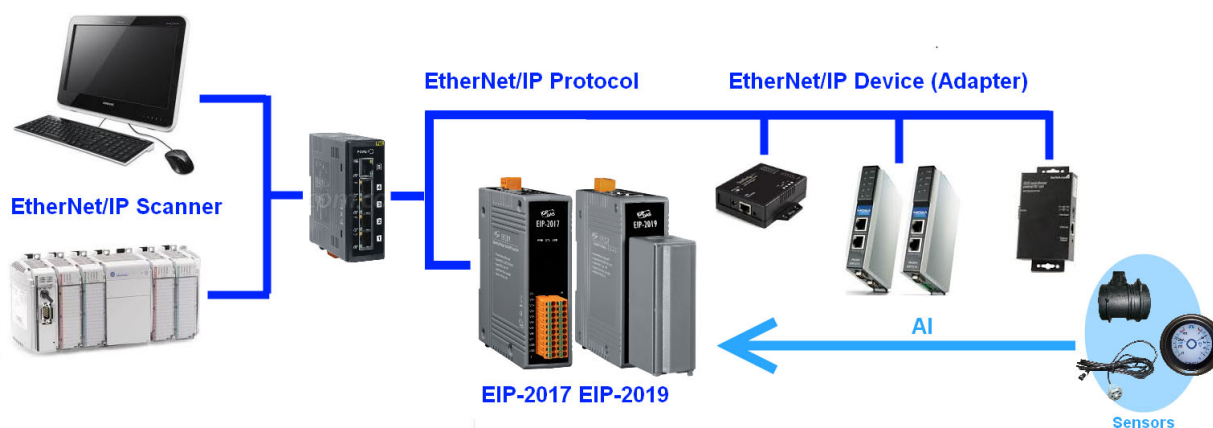 EtherNet/IP Protocol
EtherNet/IP Device (Adapter)
EtherNet/IP Scanner
EIP-2017
EIP-2019
AI
EIP-2017 EIP-2019
Sensors